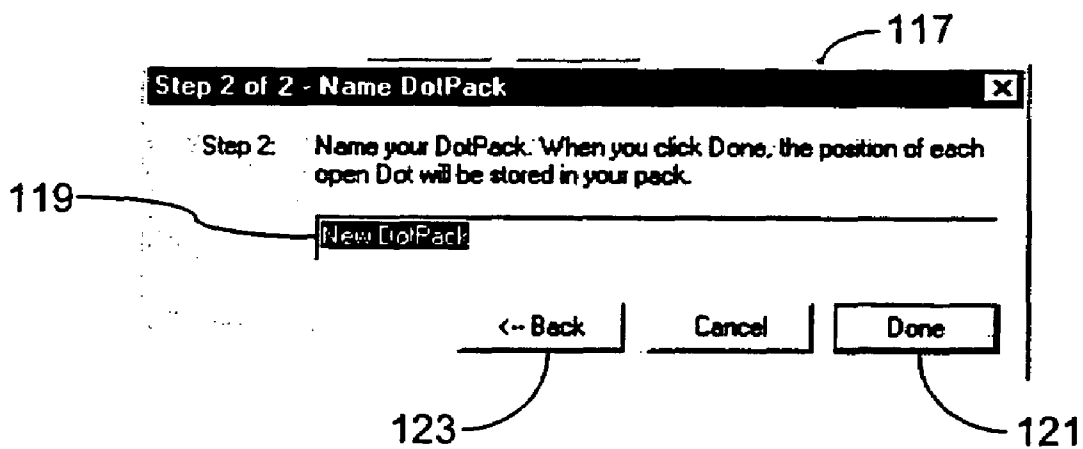 117
Step 2 of 2 - Name DotPack
Step 2: Name your DotPack. When you click Done, the position of each
open Dot will be stored in your pack.
119
New DotPack
<-- Back Cancel Done
123
121